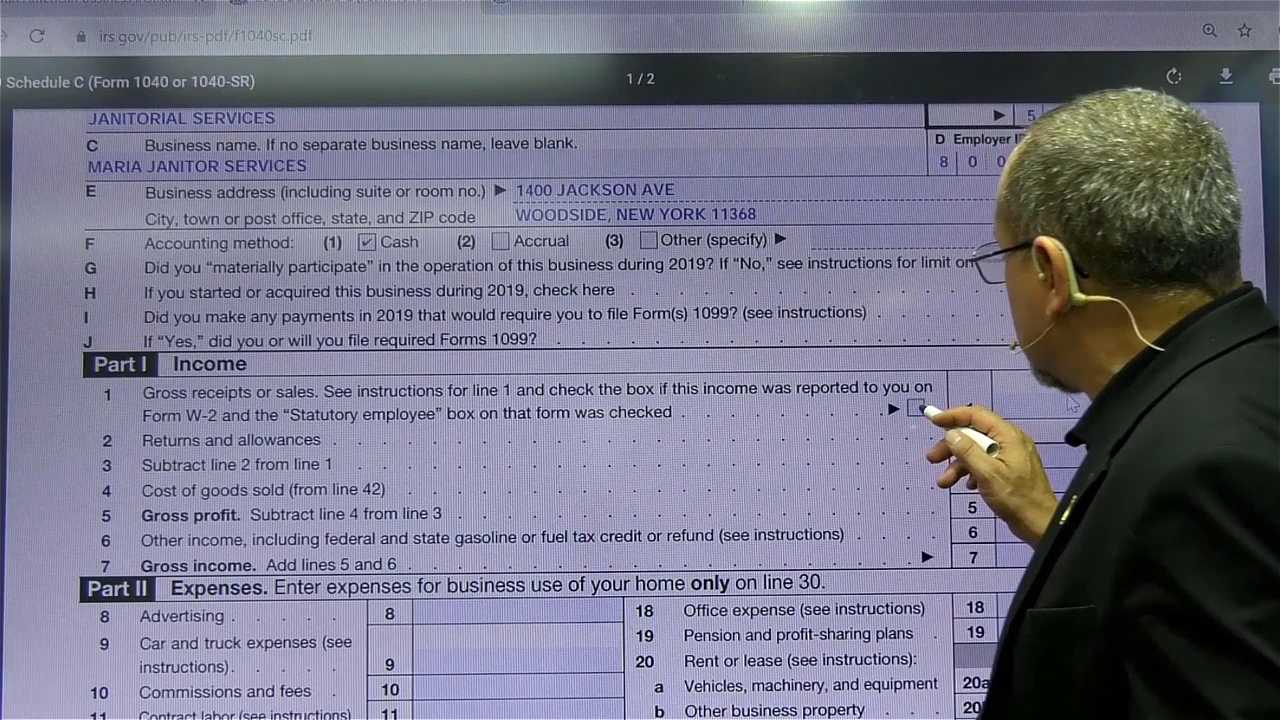 irs.gov/pub/irs-pdf/f1040sc.pdf
Schedule C (Form 1040 or 1040-SR) 1 / 2
JANITORIAL SERVICES ▶ 5
C Business name. If no separate business name, leave blank. D Employer
MARIA JANITOR SERVICES 8 0 0
E Business address (including suite or room no.) ▶ 1400 JACKSON AVE
City, town or post office, state, and ZIP code WOODSIDE, NEW YORK 11368
F Accounting method: (1) Cash (2) Accrual (3) Other (specify) ▶
G Did you “materially participate” in the operation of this business during 2019? If “No,” see instructions for limit on
H If you started or acquired this business during 2019, check here
I Did you make any payments in 2019 that would require you to file Form(s) 1099? (see instructions)
J If “Yes,” did you or will you file required Forms 1099?
Part I Income
1 Gross receipts or sales. See instructions for line 1 and check the box if this income was reported to you on
Form W-2 and the “Statutory employee” box on that form was checked ▶
2 Returns and allowances
3 Subtract line 2 from line 1
4 Cost of goods sold (from line 42)
5 Gross profit. Subtract line 4 from line 3 5
6 Other income, including federal and state gasoline or fuel tax credit or refund (see instructions) 6
7 Gross income. Add lines 5 and 6 ▶ 7
Part II Expenses. Enter expenses for business use of your home only on line 30.
8 Advertising 8 18 Office expense (see instructions) 18
9 Car and truck expenses (see 19 Pension and profit-sharing plans 19
instructions) 9 20 Rent or lease (see instructions):
10 Commissions and fees 10 a Vehicles, machinery, and equipment 20a
11 Contract labor (see instructions) 11 b Other business property 20